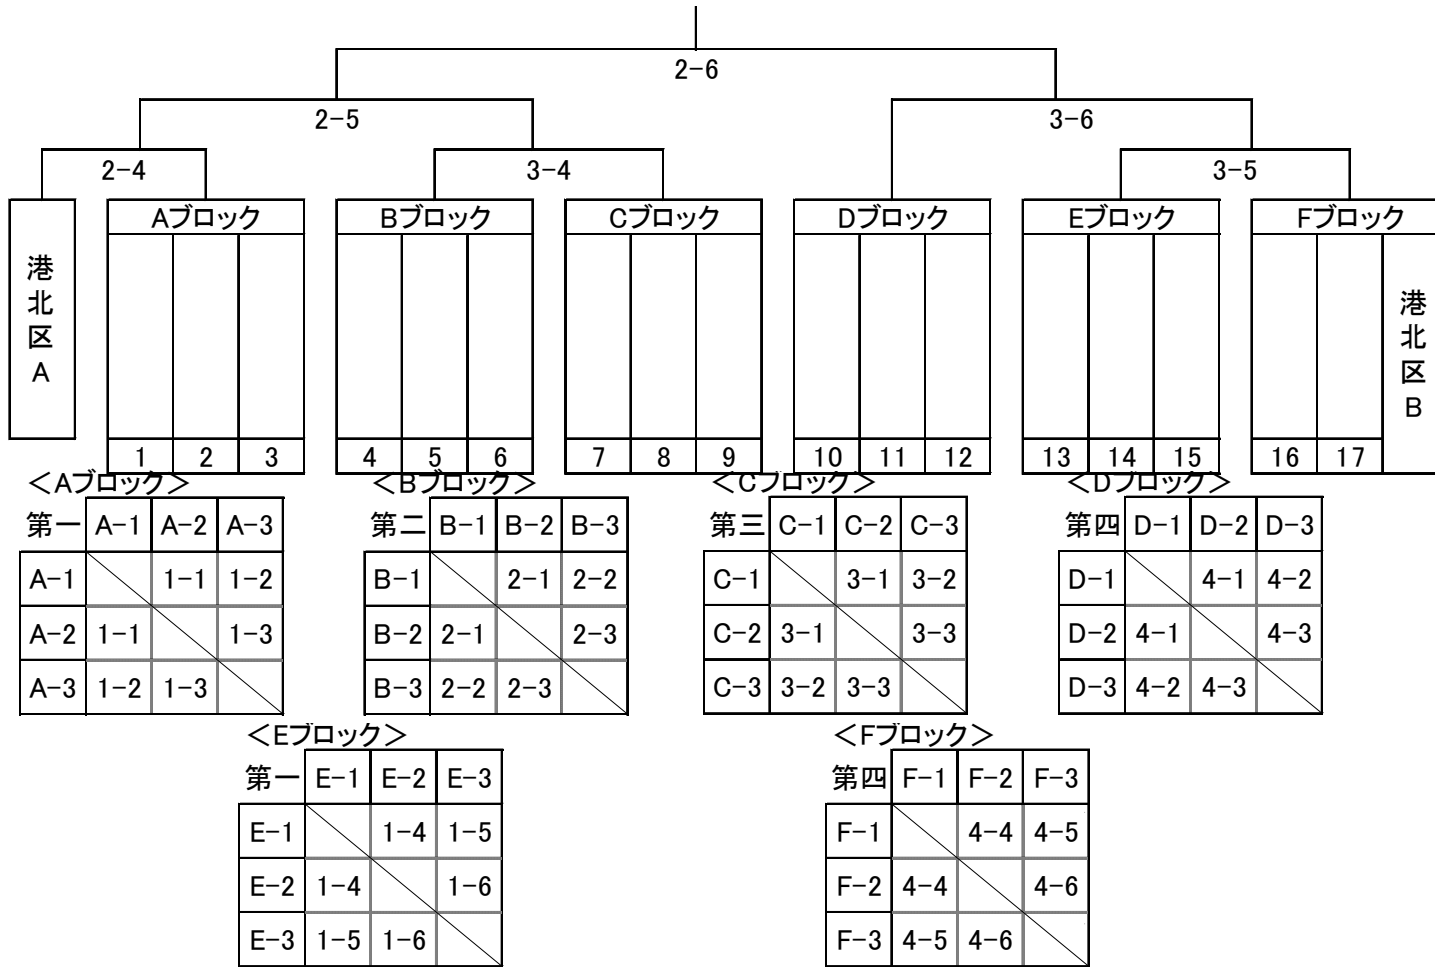 2-6
2-5 3-6
2-4 3-4 3-5
Aブロック Bブロック Cブロック Dブロック Eブロック Fブロック
港北区A
港北区B
1 2 3 4 5 6 7 8 9 10 11 12 13 14 15 16 17
<Aブロック> <Bブロック> <Cブロック> <Dブロック>
第一 A-1 A-2 A-3 第二 B-1 B-2 B-3 第三 C-1 C-2 C-3 第四 D-1 D-2 D-3
A-1 1-1 1-2 B-1 2-1 2-2 C-1 3-1 3-2 D-1 4-1 4-2
A-2 1-1 1-3 B-2 2-1 2-3 C-2 3-1 3-3 D-2 4-1 4-3
A-3 1-2 1-3 B-3 2-2 2-3 C-3 3-2 3-3 D-3 4-2 4-3
<Eブロック> <Fブロック>
第一 E-1 E-2 E-3 第四 F-1 F-2 F-3
E-1 1-4 1-5 F-1 4-4 4-5
E-2 1-4 1-6 F-2 4-4 4-6
E-3 1-5 1-6 F-3 4-5 4-6